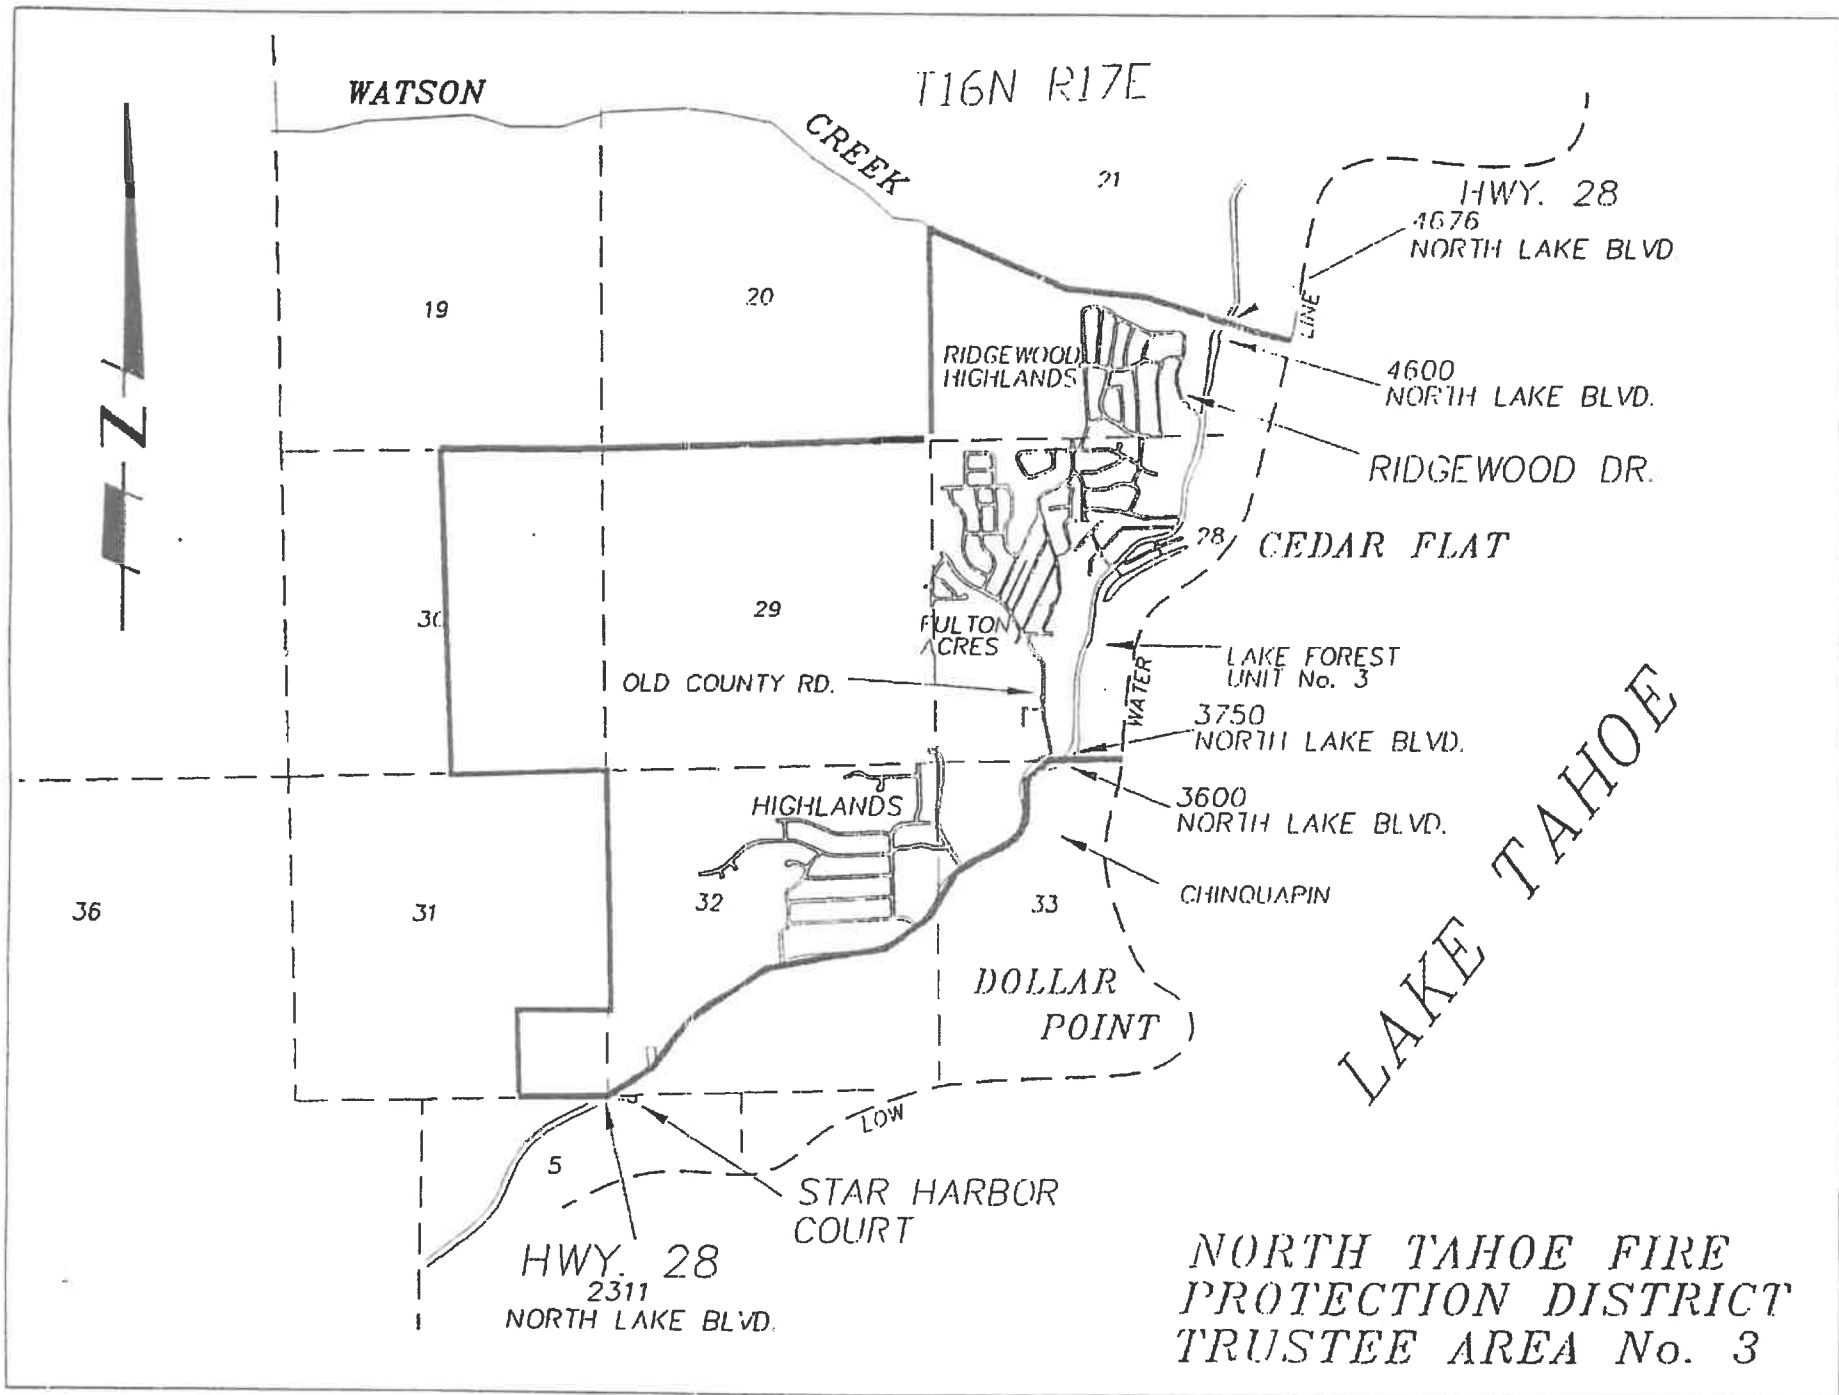 WATSON
CREEK
T16N R17E
21
HWY. 28
4676
NORTH LAKE BLVD
LINE
19
20
RIDGEWOOD
HIGHLANDS
4600
NORTH LAKE BLVD.
RIDGEWOOD DR.
N
28
CEDAR FLAT
30
29
FULTON
ACRES
LAKE FOREST
UNIT No. 3
WATER
OLD COUNTY RD.
3750
NORTH LAKE BLVD.
HIGHLANDS
3600
NORTH LAKE BLVD.
CHINQUAPIN
36
31
32
33
LAKE TAHOE
DOLLAR
POINT
LOW
5
STAR HARBOR
COURT
HWY. 28
2311
NORTH LAKE BLVD.
NORTH TAHOE FIRE
PROTECTION DISTRICT
TRUSTEE AREA No. 3